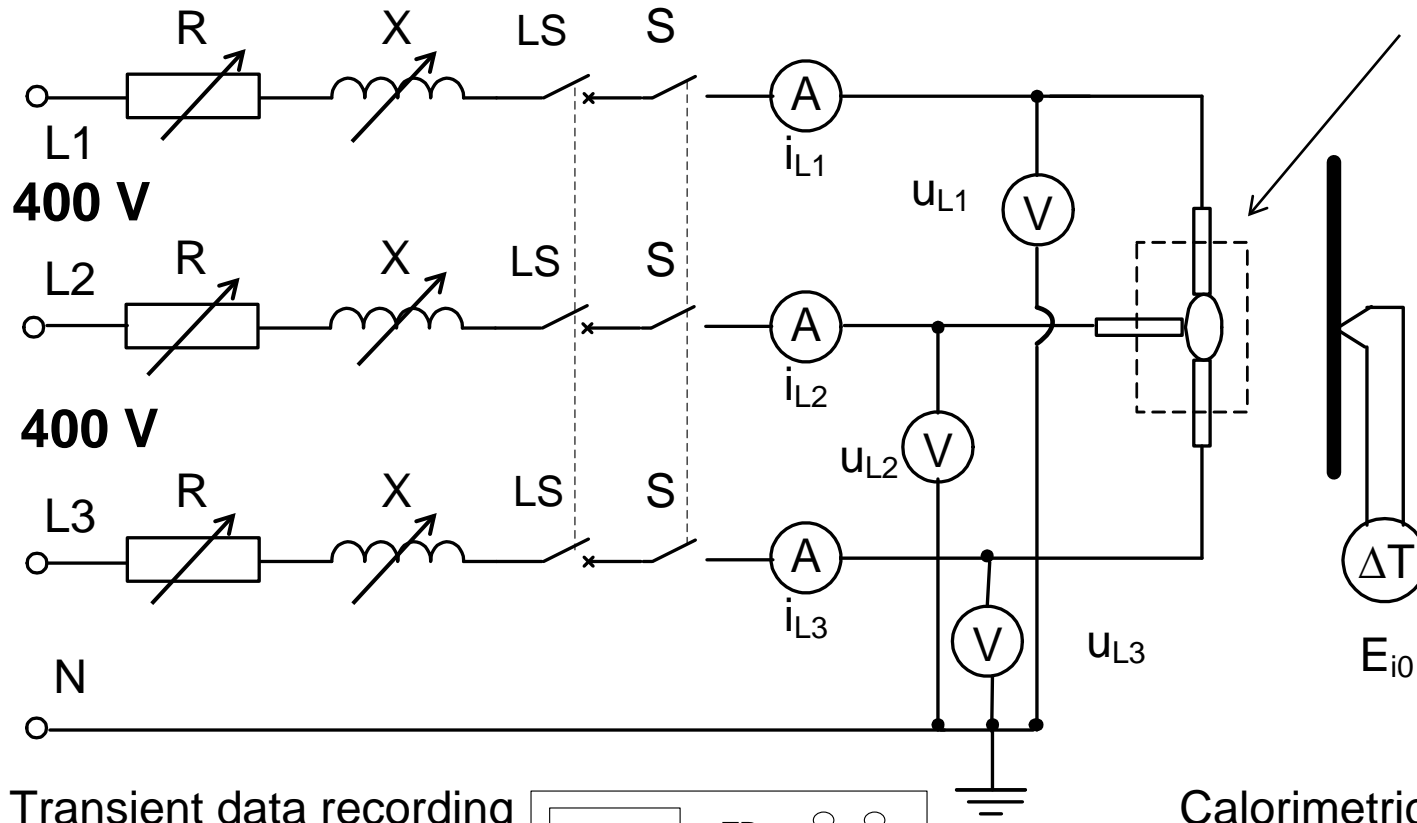 R X LS S
A
L1
i_L1
400 V
u_L1
V
R X LS S
L2
A
i_L2
400 V
u_L2
V
R X LS S
L3
A
i_L3
V
u_L3
ΔT
E_i0
N
Transient data recording
Calorimetric